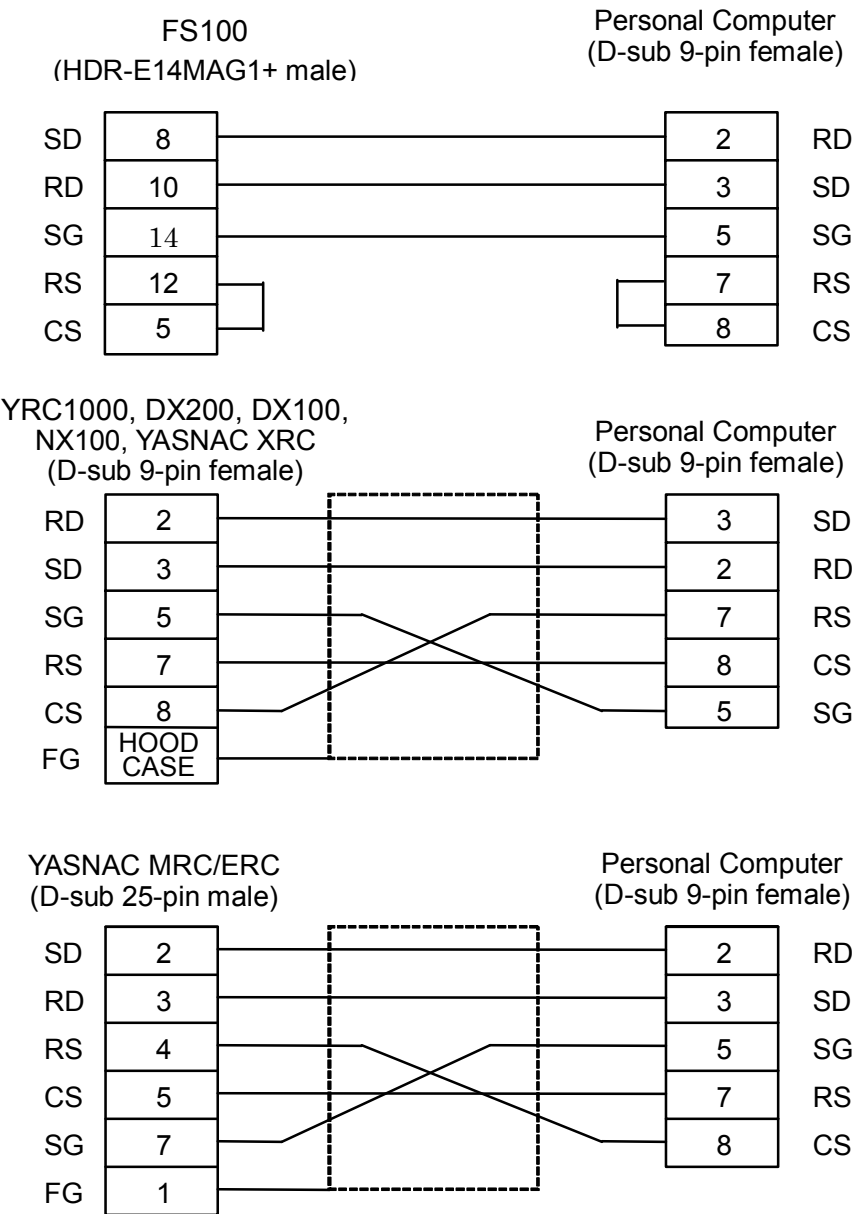 FS100
(HDR-E14MAG1+ male)
Personal Computer
(D-sub 9-pin female)
SD 8 2 RD
RD 10 3 SD
SG 14 5 SG
RS 12 7 RS
CS 5 8 CS
YRC1000, DX200, DX100,
NX100, YASNAC XRC
(D-sub 9-pin female)
Personal Computer
(D-sub 9-pin female)
RD 2 3 SD
SD 3 2 RD
SG 5 7 RS
RS 7 8 CS
CS 8 5 SG
FG HOOD
CASE
YASNAC MRC/ERC
(D-sub 25-pin male)
Personal Computer
(D-sub 9-pin female)
SD 2 2 RD
RD 3 3 SD
RS 4 5 SG
CS 5 7 RS
SG 7 8 CS
FG 1